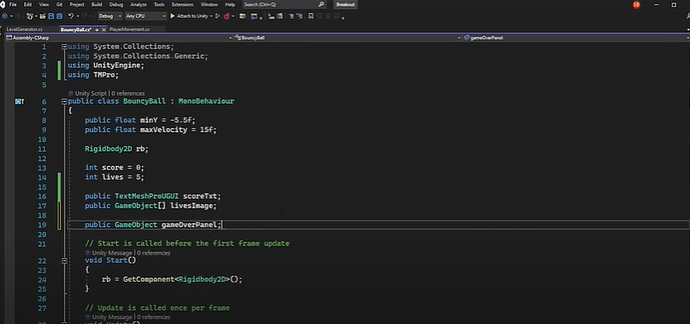 File Edit View Git Project Build Debug Test Analyze Tools Extensions Window Help Search Breakout SB
Any CPU Attach to Unity
LevelGenerator.cs BouncyBall.cs* PlayerMovement.cs
Assembly-CSharp BouncyBall gameOverPanel
1 using System.Collections;
2 using System.Collections.Generic;
3 using UnityEngine;
4 using TMPro;
5
Unity Script | 0 references
6 public class BouncyBall : MonoBehaviour
7 {
8 public float minY = -5.5f;
9 public float maxVelocity = 15f;
10
11 Rigidbody2D rb;
12
13 int score = 0;
14 int lives = 5;
15
16 public TextMeshProUGUI scoreTxt;
17 public GameObject[] livesImage;
18
19 public GameObject gameOverPanel;
20
21 // Start is called before the first frame update
Unity Message | 0 references
22 void Start()
23 {
24 rb = GetComponent<Rigidbody2D>();
25 }
26
27 // Update is called once per frame
Unity Message | 0 references
void Update()